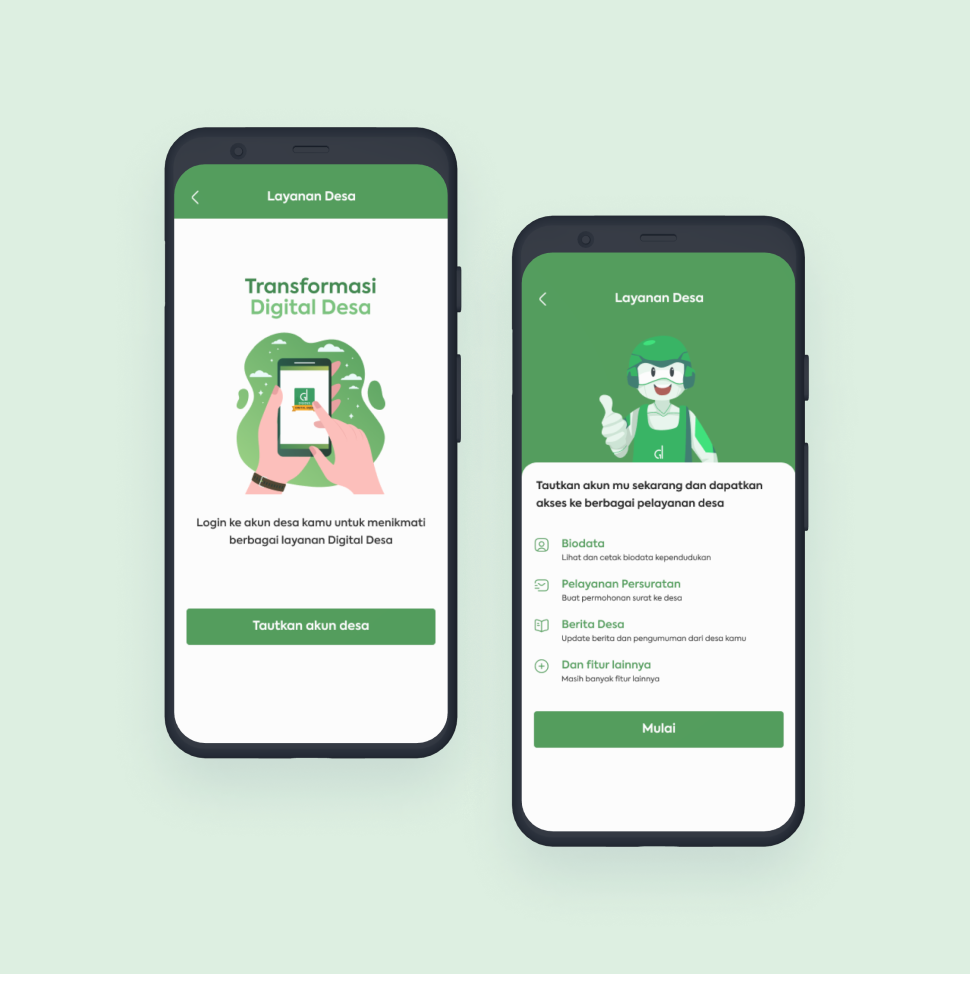 Layanan Desa
Transformasi
Digital Desa
Login ke akun desa kamu untuk menikmati
berbagai layanan Digital Desa
Tautkan akun desa
Layanan Desa
Tautkan akun mu sekarang dan dapatkan
akses ke berbagai pelayanan desa
Biodata
Lihat dan cetak biodata kependudukan
Pelayanan Persuratan
Buat permohonan surat ke desa
Berita Desa
Update berita dan pengumuman dari desa kamu
Dan fitur lainnya
Masih banyak fitur lainnya
Mulai